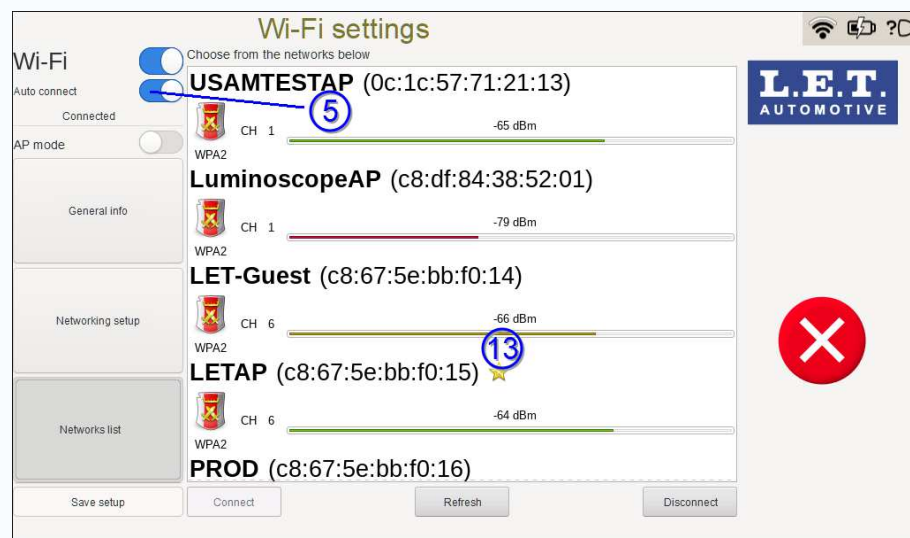 Wi-Fi settings
Wi-Fi
Choose from the networks below
Auto connect
Connected
AP mode
General info
Networking setup
Networks list
Save setup
USAMTESTAP (0c:1c:57:71:21:13)
5
CH 1
-65 dBm
WPA2
LuminoscopeAP (c8:df:84:38:52:01)
CH 1
-79 dBm
WPA2
LET-Guest (c8:67:5e:bb:f0:14)
CH 6
-66 dBm
WPA2
13
LETAP (c8:67:5e:bb:f0:15)
CH 6
-64 dBm
WPA2
PROD (c8:67:5e:bb:f0:16)
Connect
Refresh
Disconnect
L.E.T.
AUTOMOTIVE